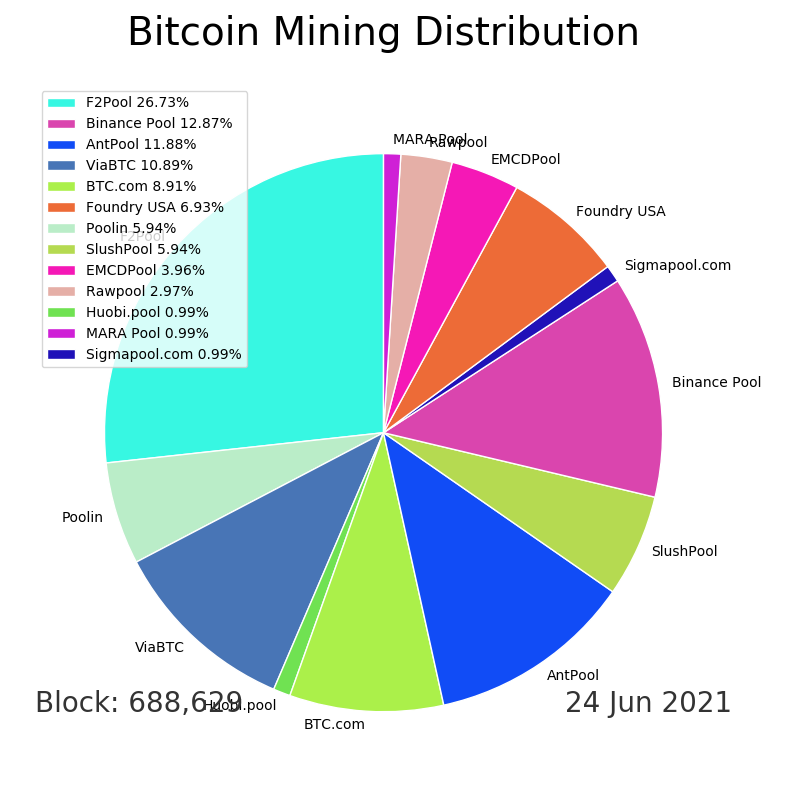 Bitcoin Mining Distribution
F2Pool 26.73%
Binance Pool 12.87%
AntPool 11.88%
ViaBTC 10.89%
BTC.com 8.91%
Foundry USA 6.93%
Poolin 5.94%
SlushPool 5.94%
EMCDPool 3.96%
Rawpool 2.97%
Huobi.pool 0.99%
MARA Pool 0.99%
Sigmapool.com 0.99%
F2Pool
MARA Pool
Rawpool
EMCDPool
Foundry USA
Sigmapool.com
Binance Pool
SlushPool
AntPool
BTC.com
Huobi.pool
ViaBTC
Poolin
Block: 688,629
24 Jun 2021